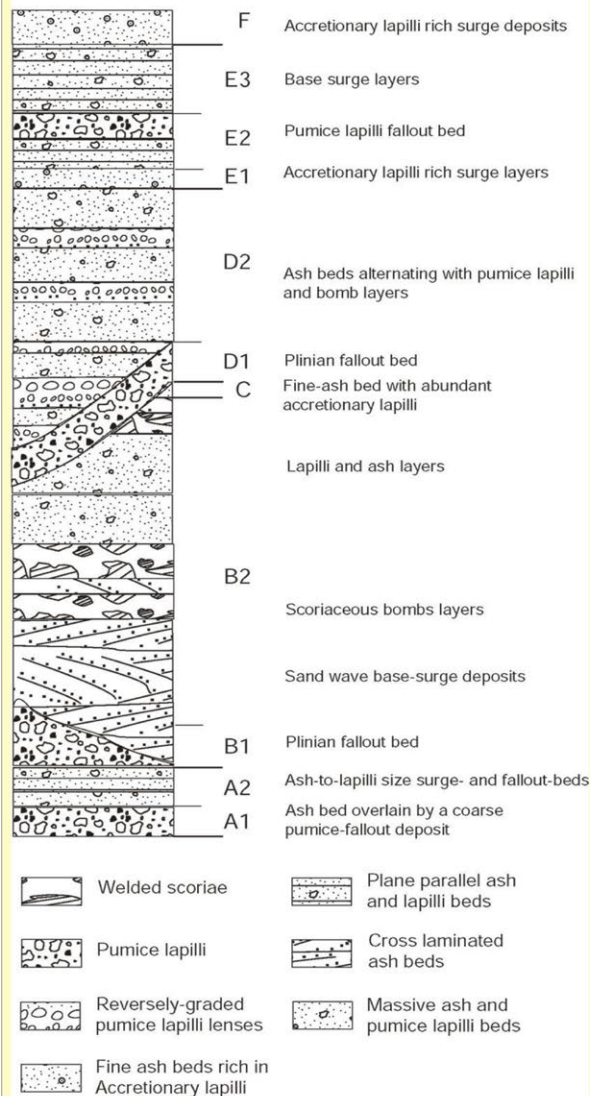 F
Accretionary lapilli rich surge deposits
E3
Base surge layers
E2
Pumice lapilli fallout bed
E1
Accretionary lapilli rich surge layers
D2
Ash beds alternating with pumice lapilli
and bomb layers
D1
Plinian fallout bed
C
Fine-ash bed with abundant
accretionary lapilli
Lapilli and ash layers
B2
Scoriaceous bombs layers
Sand wave base-surge deposits
B1
Plinian fallout bed
A2
Ash-to-lapilli size surge- and fallout-beds
A1
Ash bed overlain by a coarse
pumice-fallout deposit
Welded scoriae
Plane parallel ash
and lapilli beds
Pumice lapilli
Cross laminated
ash beds
Reversely-graded
pumice lapilli lenses
Massive ash and
pumice lapilli beds
Fine ash beds rich in
Accretionary lapilli